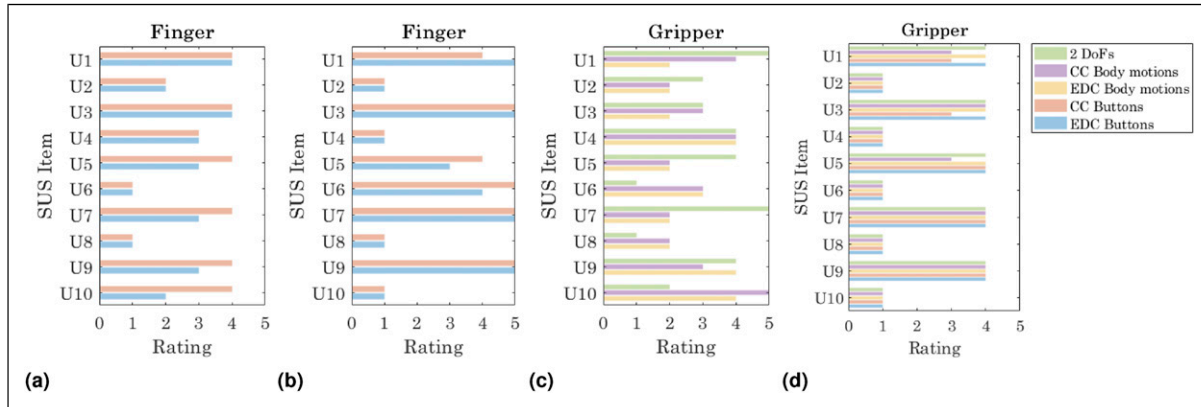 Finger
SUS Item
U1
U2
U3
U4
U5
U6
U7
U8
U9
U10
0 1 2 3 4 5
Rating
(a)
Finger
SUS Item
U1
U2
U3
U4
U5
U6
U7
U8
U9
U10
0 1 2 3 4 5
Rating
(b)
Gripper
SUS Item
U1
U2
U3
U4
U5
U6
U7
U8
U9
U10
0 1 2 3 4 5
Rating
(c)
Gripper
SUS Item
U1
U2
U3
U4
U5
U6
U7
U8
U9
U10
0 1 2 3 4 5
Rating
(d)
2 DoFs
CC Body motions
EDC Body motions
CC Buttons
EDC Buttons